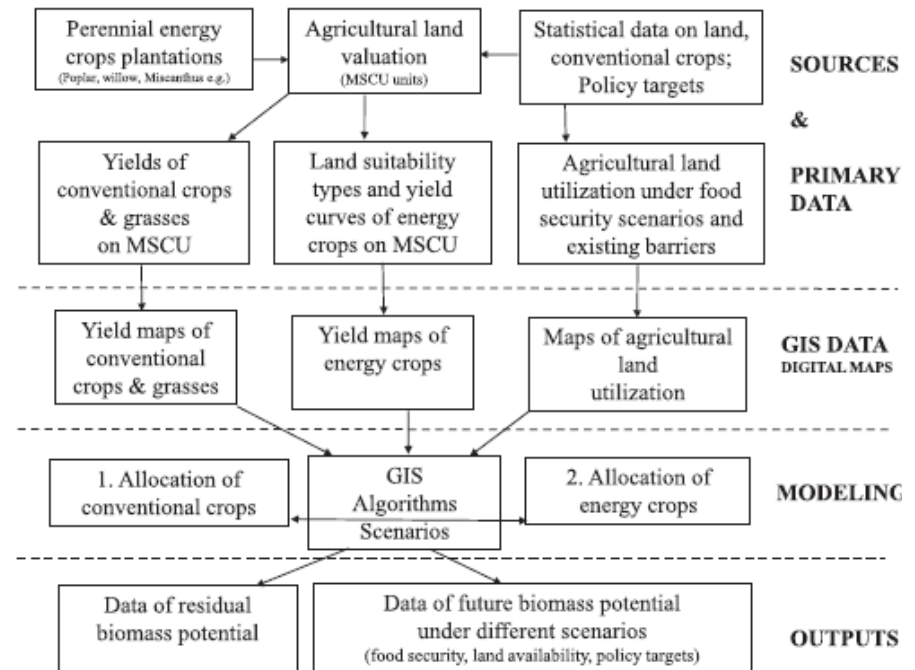 Perennial energy
crops plantations
(Poplar, willow, Miscanthus e.g.)
Agricultural land
valuation
(MSCU units)
Statistical data on land,
conventional crops;
Policy targets
SOURCES
&
PRIMARY
DATA
Yields of
conventional crops
& grasses
on MSCU
Land suitability
types and yield
curves of energy
crops on MSCU
Agricultural land
utilization under food
security scenarios and
existing barriers
Yield maps of
conventional
crops & grasses
Yield maps of
energy crops
Maps of agricultural
land
utilization
GIS DATA
DIGITAL MAPS
1. Allocation of
conventional crops
GIS
Algorithms
Scenarios
2. Allocation of
energy crops
MODELING
Data of residual
biomass potential
Data of future biomass potential
under different scenarios
(food security, land availability, policy targets)
OUTPUTS